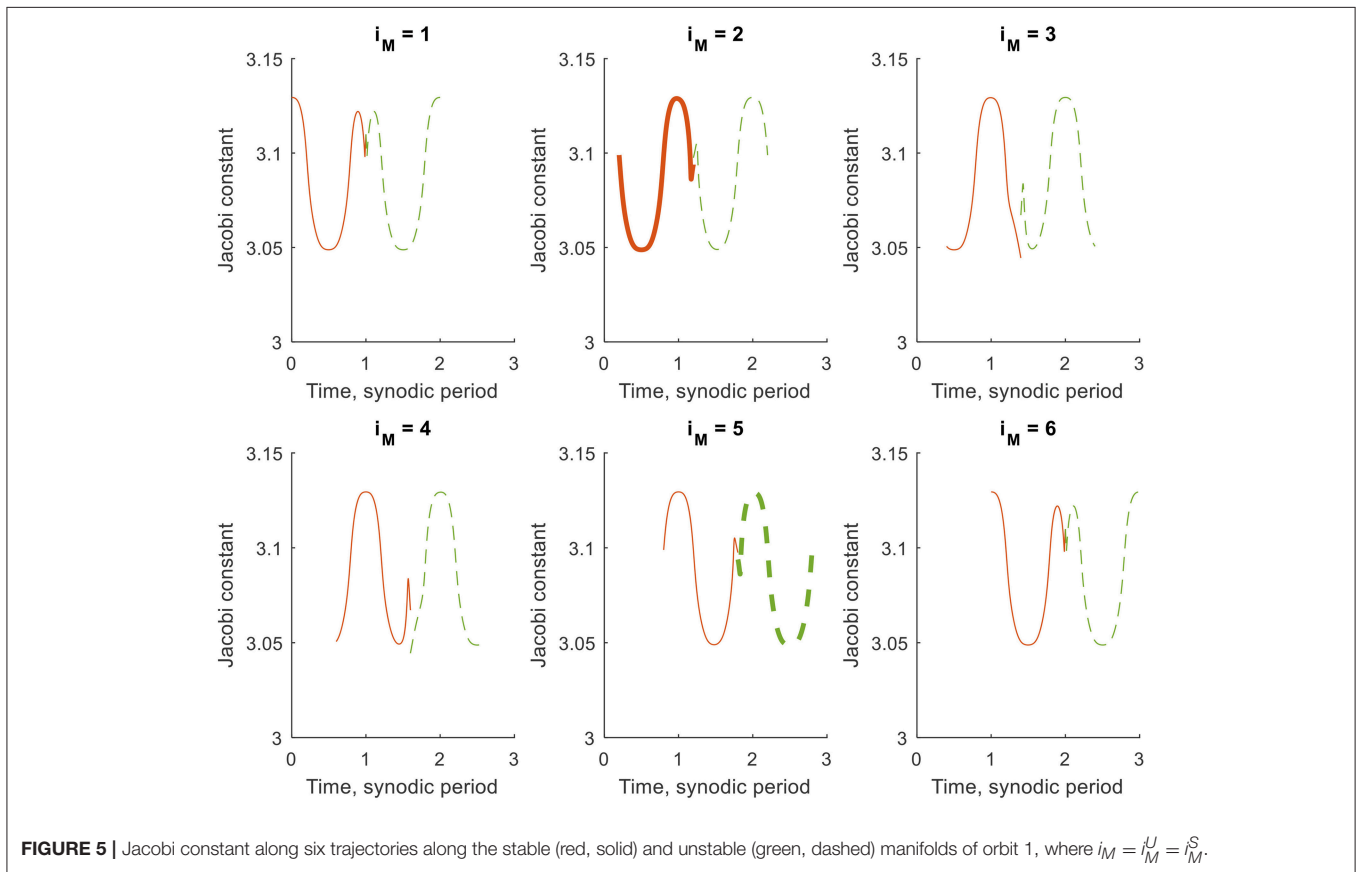 i_M = 1
3.15
3.1
3.05
3
Jacobi constant
0 1 2 3
Time, synodic period
i_M = 2
3.15
3.1
3.05
3
Jacobi constant
0 1 2 3
Time, synodic period
i_M = 3
3.15
3.1
3.05
3
Jacobi constant
0 1 2 3
Time, synodic period
i_M = 4
3.15
3.1
3.05
3
Jacobi constant
0 1 2 3
Time, synodic period
i_M = 5
3.15
3.1
3.05
3
Jacobi constant
0 1 2 3
Time, synodic period
i_M = 6
3.15
3.1
3.05
3
Jacobi constant
0 1 2 3
Time, synodic period
FIGURE 5 | Jacobi constant along six trajectories along the stable (red, solid) and unstable (green, dashed) manifolds of orbit 1, where i_M = i_M^U = i_M^S.